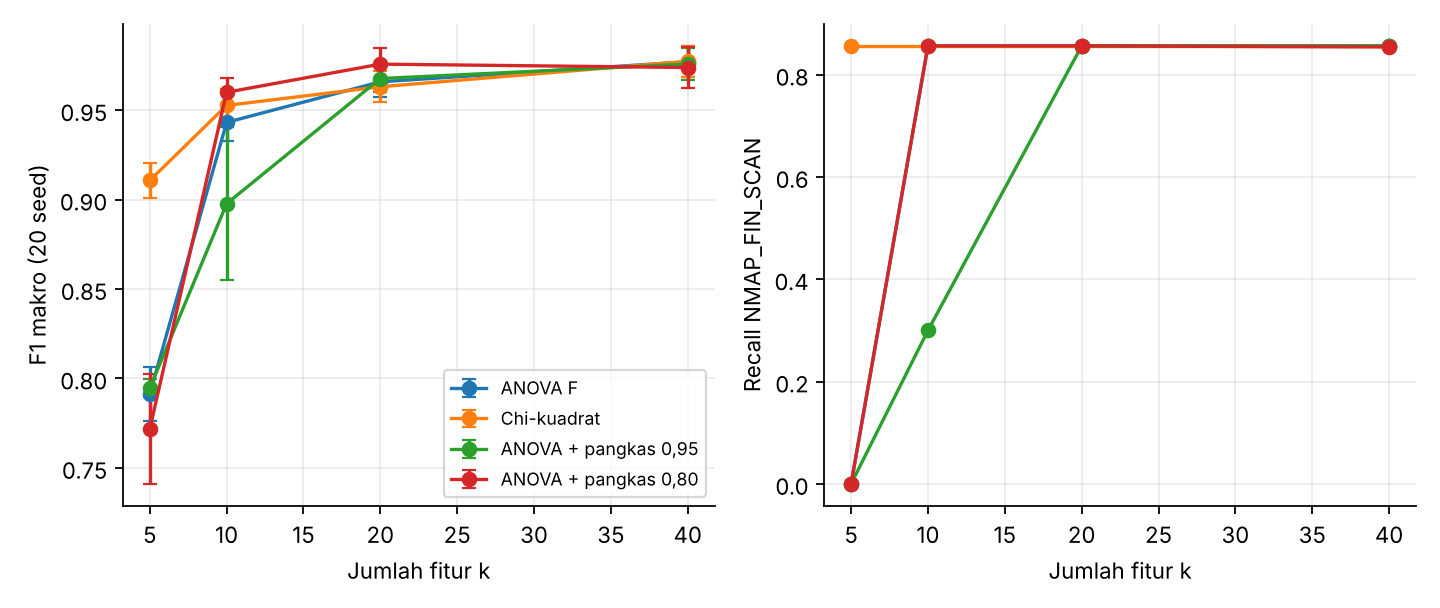 0.95
0.90
0.85
0.80
0.75
F1 makro (20 seed)
5 10 15 20 25 30 35 40
Jumlah fitur k
ANOVA F
Chi-kuadrat
ANOVA + pangkas 0,95
ANOVA + pangkas 0,80
0.8
0.6
0.4
0.2
0.0
Recall NMAP_FIN_SCAN
5 10 15 20 25 30 35 40
Jumlah fitur k